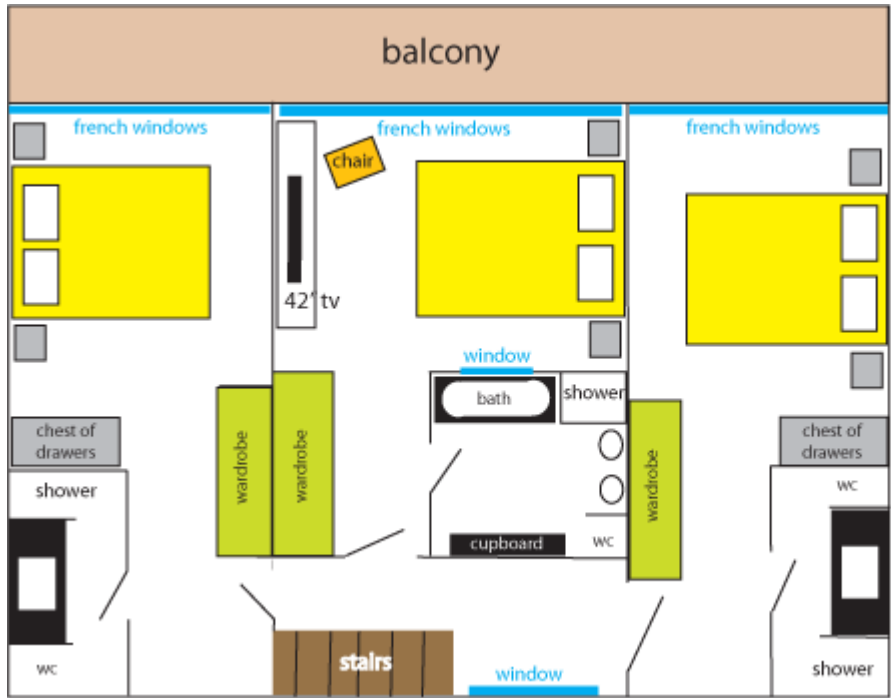 balcony
french windows
french windows
french windows
chair
42' tv
window
bath
shower
wardrobe
wardrobe
wardrobe
chest of
drawers
chest of
drawers
shower
wc
cupboard
wc
wc
stairs
window
shower